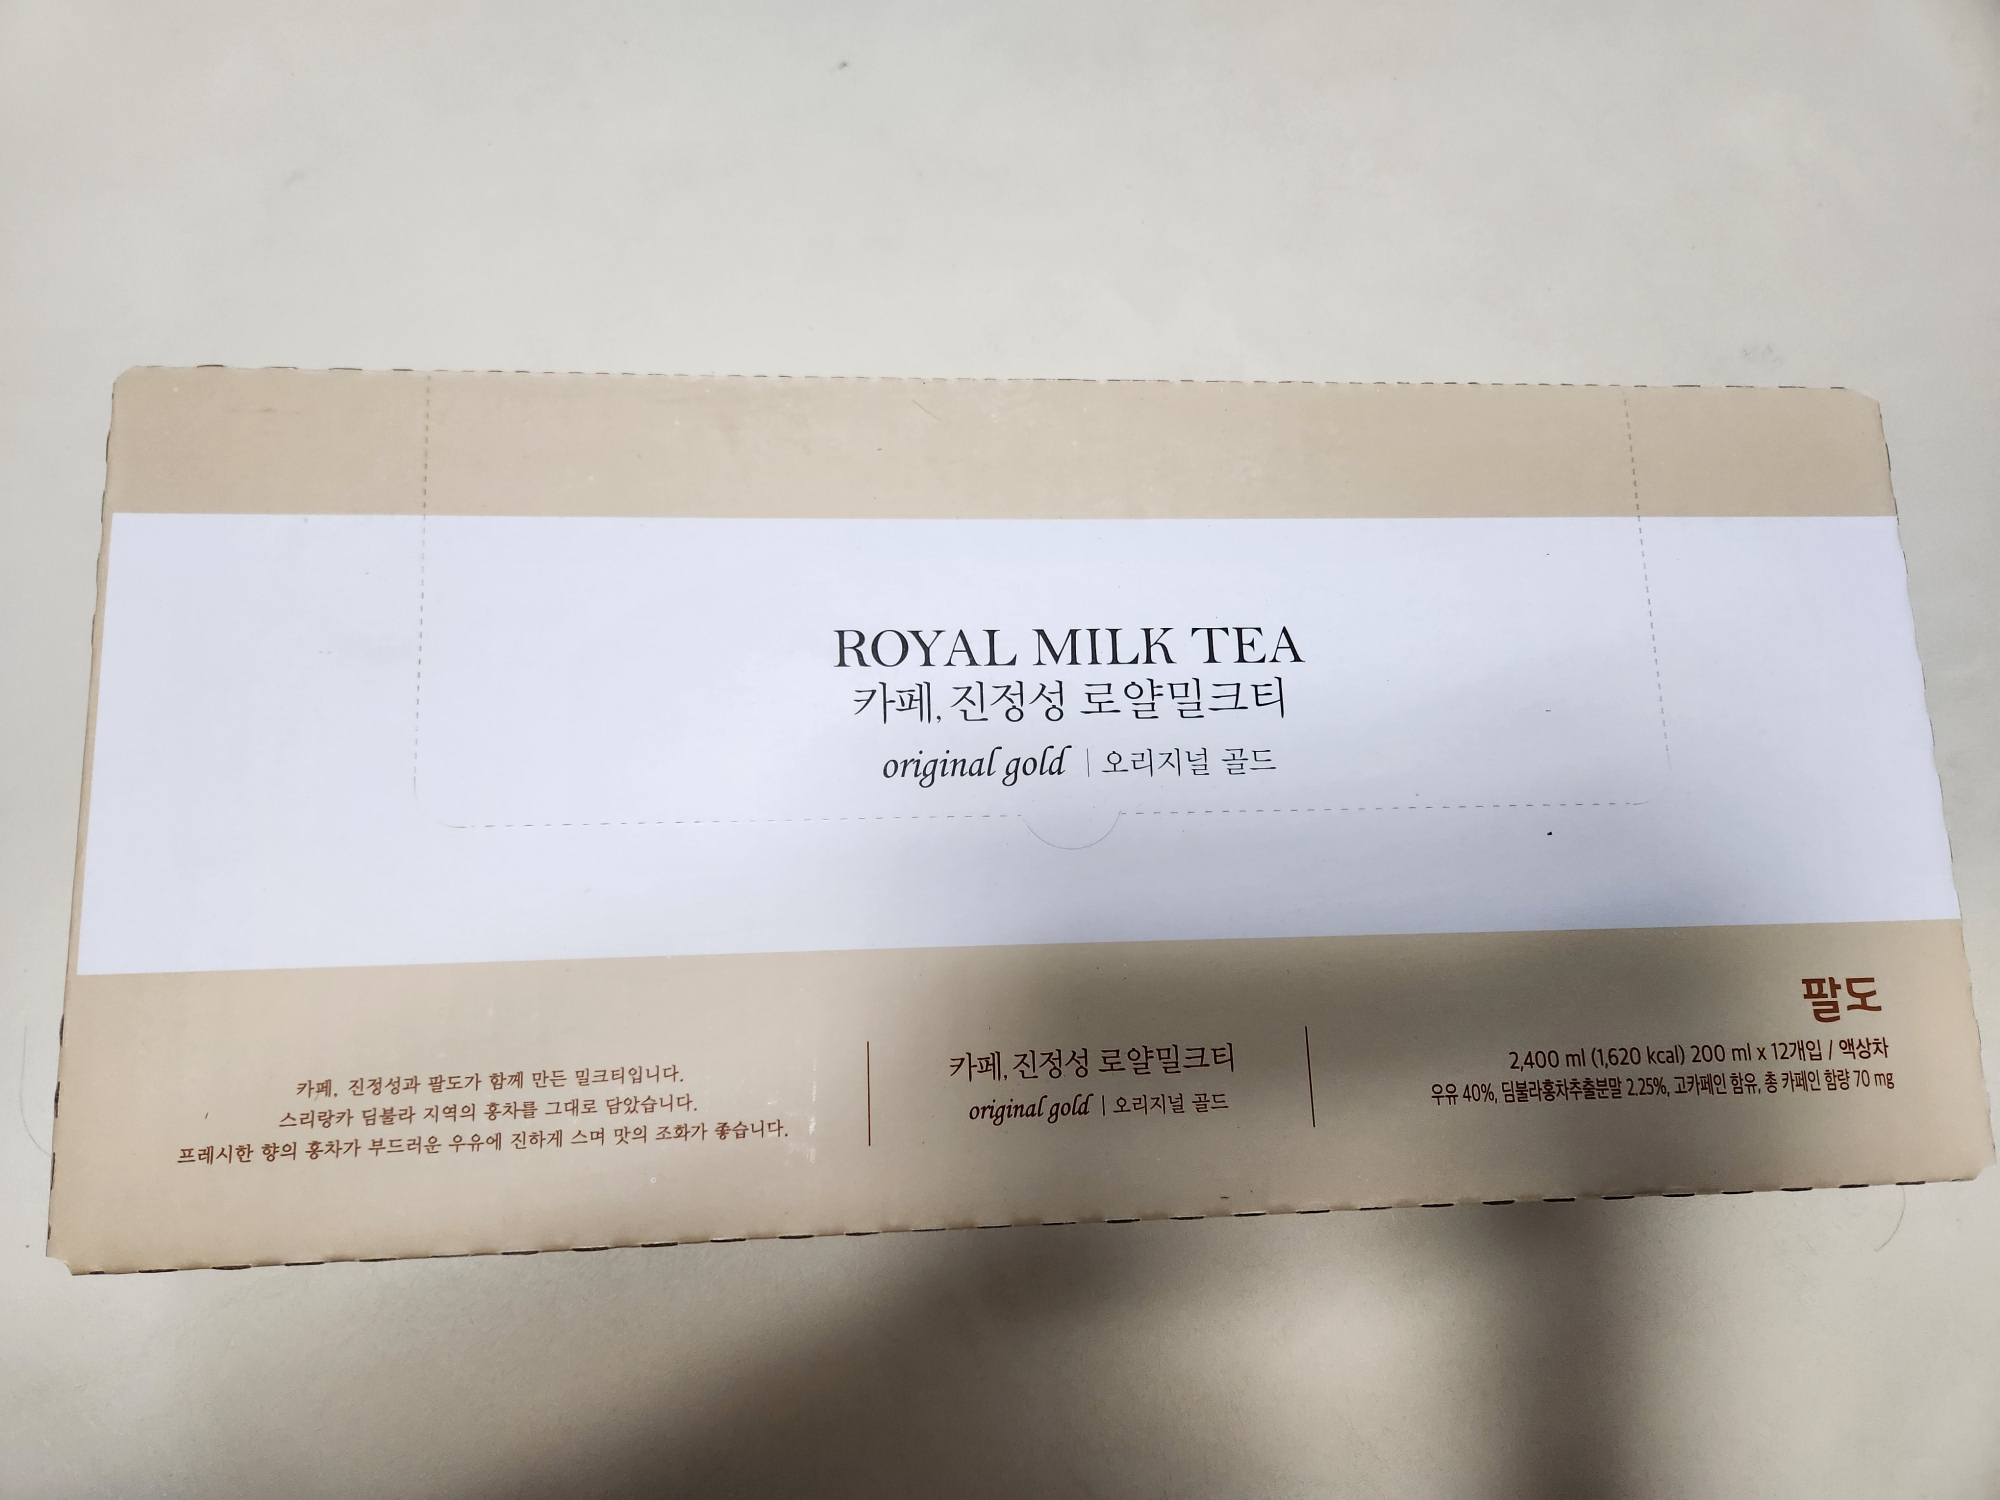 ROYAL MILK TEA
카페, 진정성 로얄밀크티
original gold | 오리지널 골드
카페, 진정성과 팔도가 함께 만든 밀크티입니다.
스리랑카 딤불라 지역의 홍차를 그대로 담았습니다.
프레시한 향의 홍차가 부드러운 우유에 진하게 스며 맛의 조화가 좋습니다.
카페, 진정성 로얄밀크티
original gold | 오리지널 골드
팔도
2,400 ml (1,620 kcal) 200 ml x 12개입 / 액상차
우유 40%, 딤불라홍차추출분말 2.25%, 고카페인 함유, 총 카페인 함량 70 mg